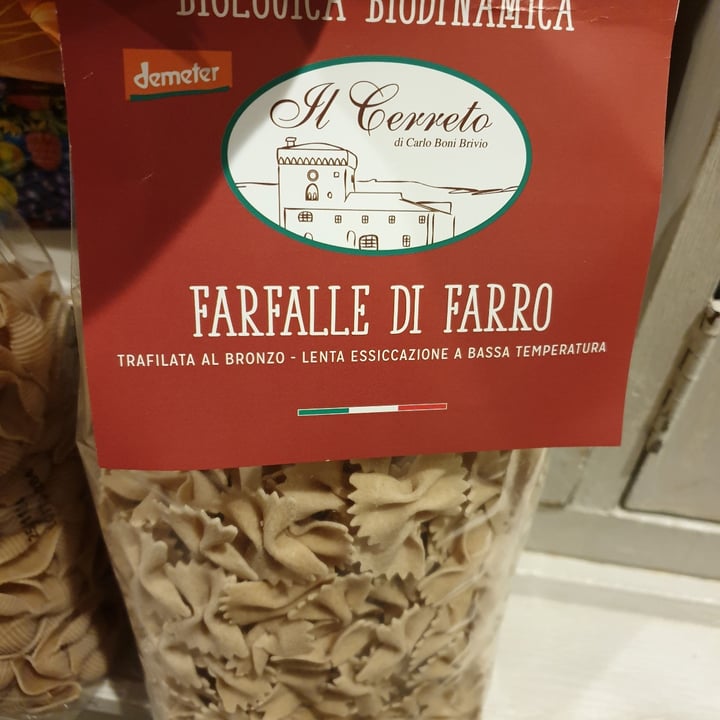 BIOLOGICA BIODINAMICA
demeter
Il Cerreto
di Carlo Boni Brivio
FARFALLE DI FARRO
TRAFILATA AL BRONZO - LENTA ESSICCAZIONE A BASSA TEMPERATURA